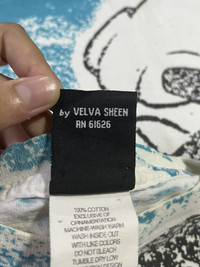 by VELVA SHEEN
RN 61626
100% COTTON
EXCLUSIVE OF
ORNAMENTATION
MACHINE WASH WARM
WASH INSIDE OUT
WITH LIKE COLORS
DO NOT BLEACH
TUMBLE DRY LOW